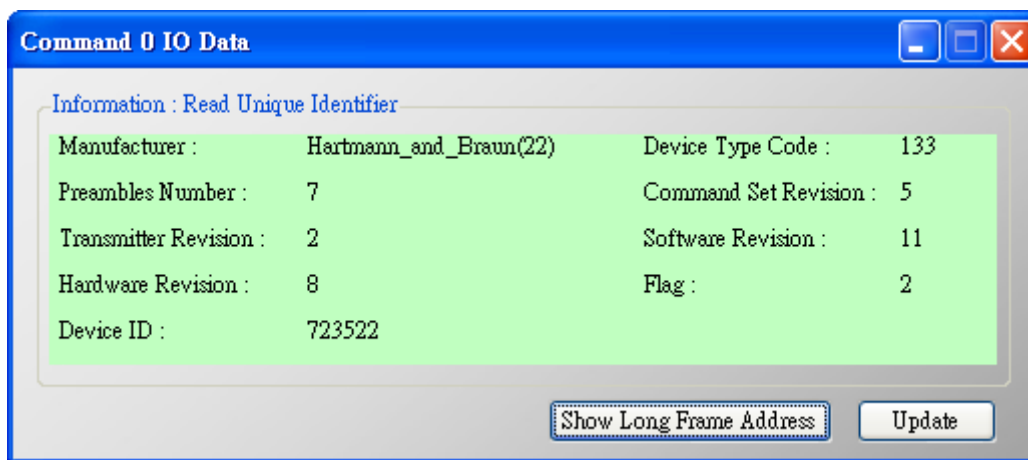 Command 0 IO Data
Information : Read Unique Identifier
Manufacturer : Hartmann_and_Braun(22) Device Type Code : 133
Preambles Number : 7 Command Set Revision : 5
Transmitter Revision : 2 Software Revision : 11
Hardware Revision : 8 Flag : 2
Device ID : 723522
Show Long Frame Address Update